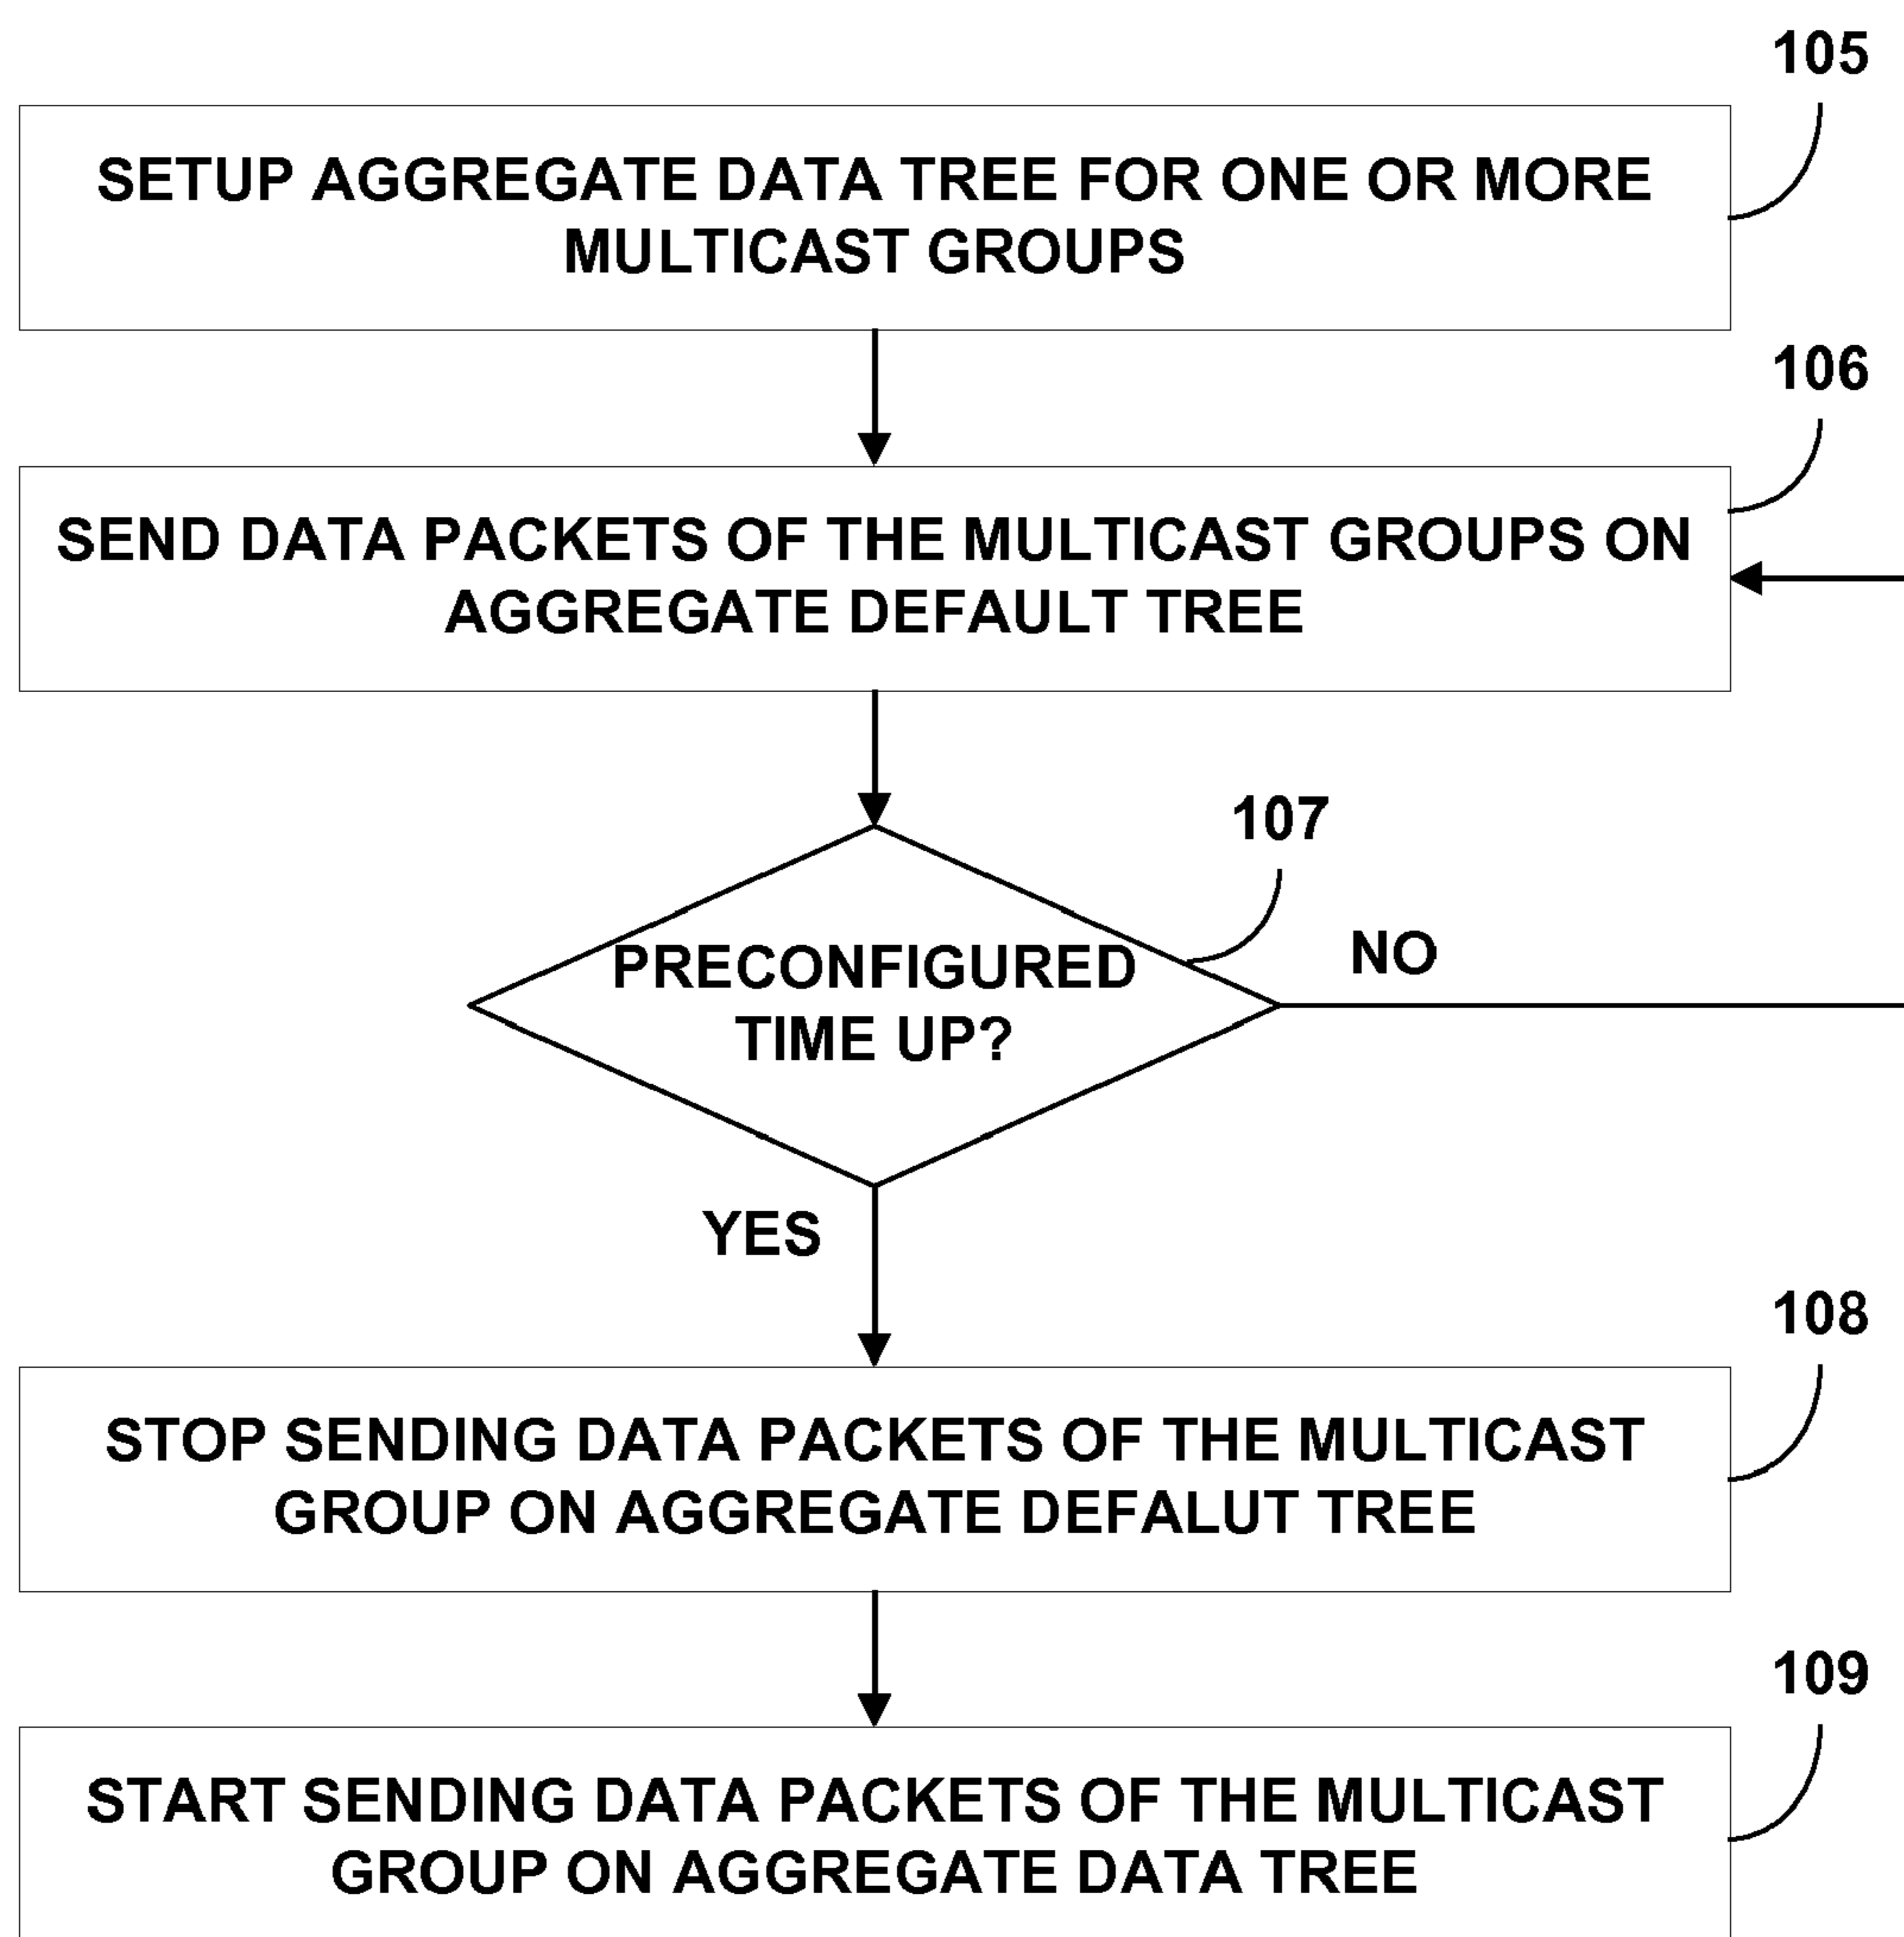 105
SETUP AGGREGATE DATA TREE FOR ONE OR MORE
MULTICAST GROUPS
106
SEND DATA PACKETS OF THE MULTICAST GROUPS ON
AGGREGATE DEFAULT TREE
107
PRECONFIGURED
TIME UP?
NO
YES
108
STOP SENDING DATA PACKETS OF THE MULTICAST
GROUP ON AGGREGATE DEFALUT TREE
109
START SENDING DATA PACKETS OF THE MULTICAST
GROUP ON AGGREGATE DATA TREE